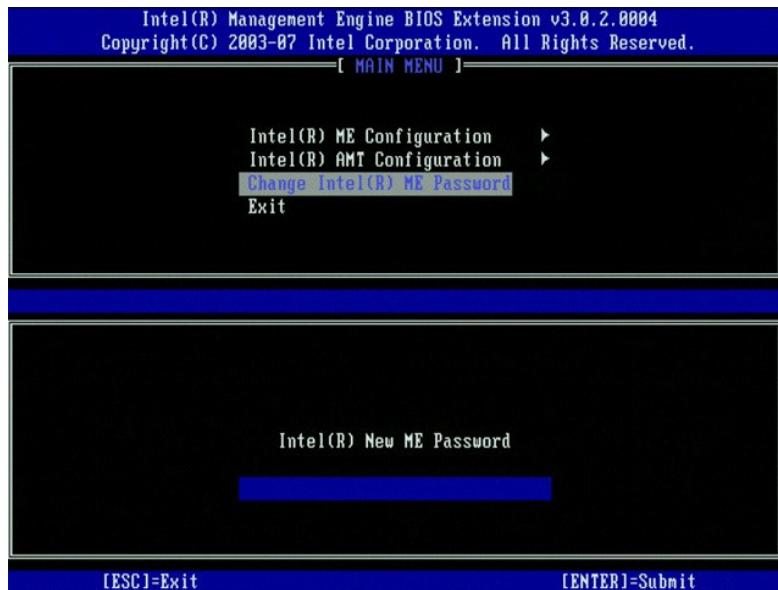 Intel(R) Management Engine BIOS Extension v3.0.2.0004
Copyright(C) 2003-07 Intel Corporation. All Rights Reserved.
[ MAIN MENU ]
Intel(R) ME Configuration ►
Intel(R) AMT Configuration ►
Change Intel(R) ME Password
Exit
Intel(R) New ME Password
[ESC]=Exit [ENTER]=Submit